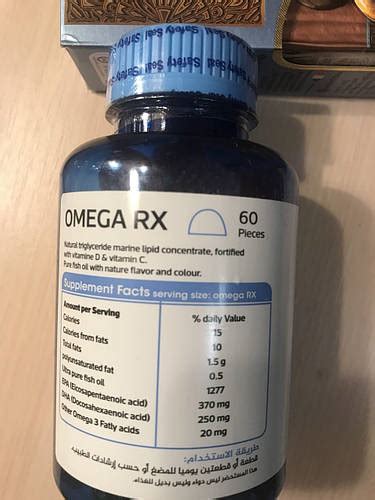 Safety Seal Safety Seal Safety Seal
OMEGA RX
60
Pieces
Natural triglyceride marine lipid concentrate, fortified
with vitamine D & vitamin C.
Pure fish oil with nature flavor and colour.
Supplement Facts serving size: omega RX
Amount per Serving % daily Value
Calories 15
Calories from fats 10
Total fats 1.5 g
polyunsaturated fat 0.5
Ultra pure fish oil 1277
EPA (Eicosapentaenoic acid) 370 mg
DHA (Docosahexaenoic acid) 250 mg
Other Omega 3 Fatty acids 20 mg
طريقة الاستخدام:
قطعة أو قطعتين يوميا للمضغ أو حسب إرشادات الطبيب
هذا المستحضر ليس دواء وليس بديل للغذاء.